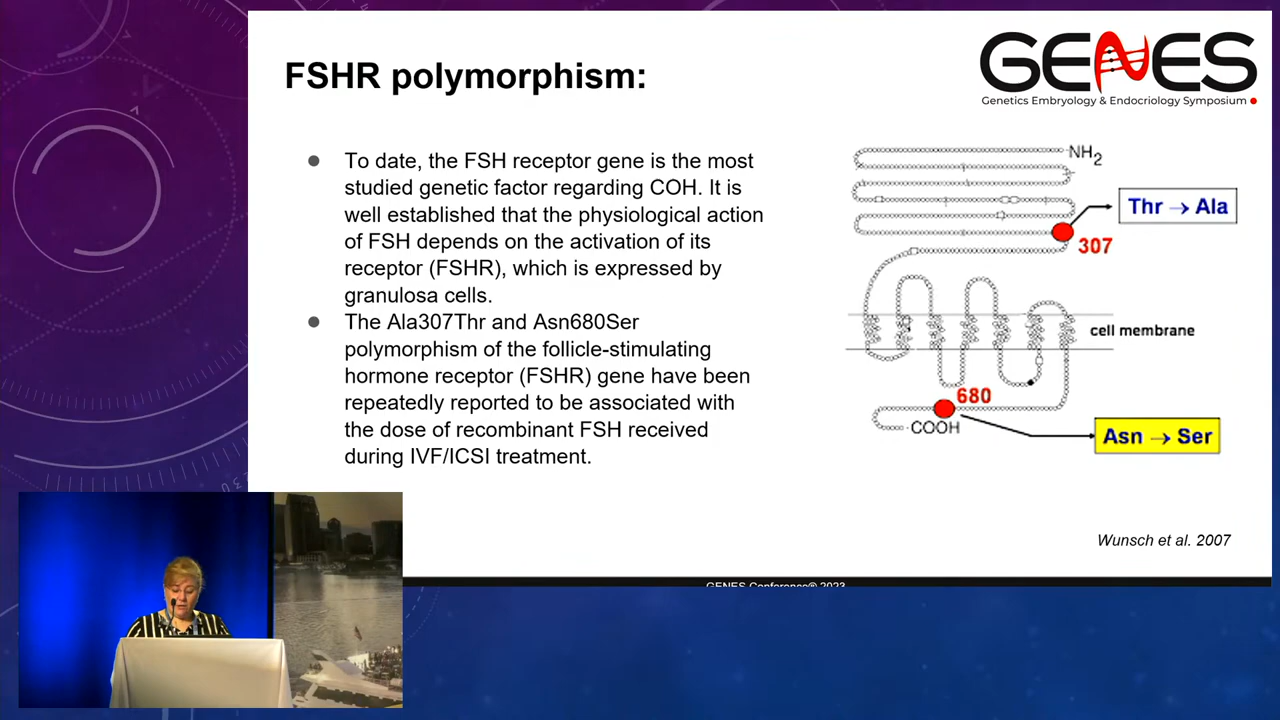 FSHR polymorphism:
GENES
Genetics Embryology & Endocriology Symposium
● To date, the FSH receptor gene is the most
studied genetic factor regarding COH. It is
well established that the physiological action
of FSH depends on the activation of its
receptor (FSHR), which is expressed by
granulosa cells.
● The Ala307Thr and Asn680Ser
polymorphism of the follicle-stimulating
hormone receptor (FSHR) gene have been
repeatedly reported to be associated with
the dose of recombinant FSH received
during IVF/ICSI treatment.
NH2
Thr → Ala
307
cell membrane
680
COOH
Asn → Ser
Wunsch et al. 2007
GENES Conference® 2023